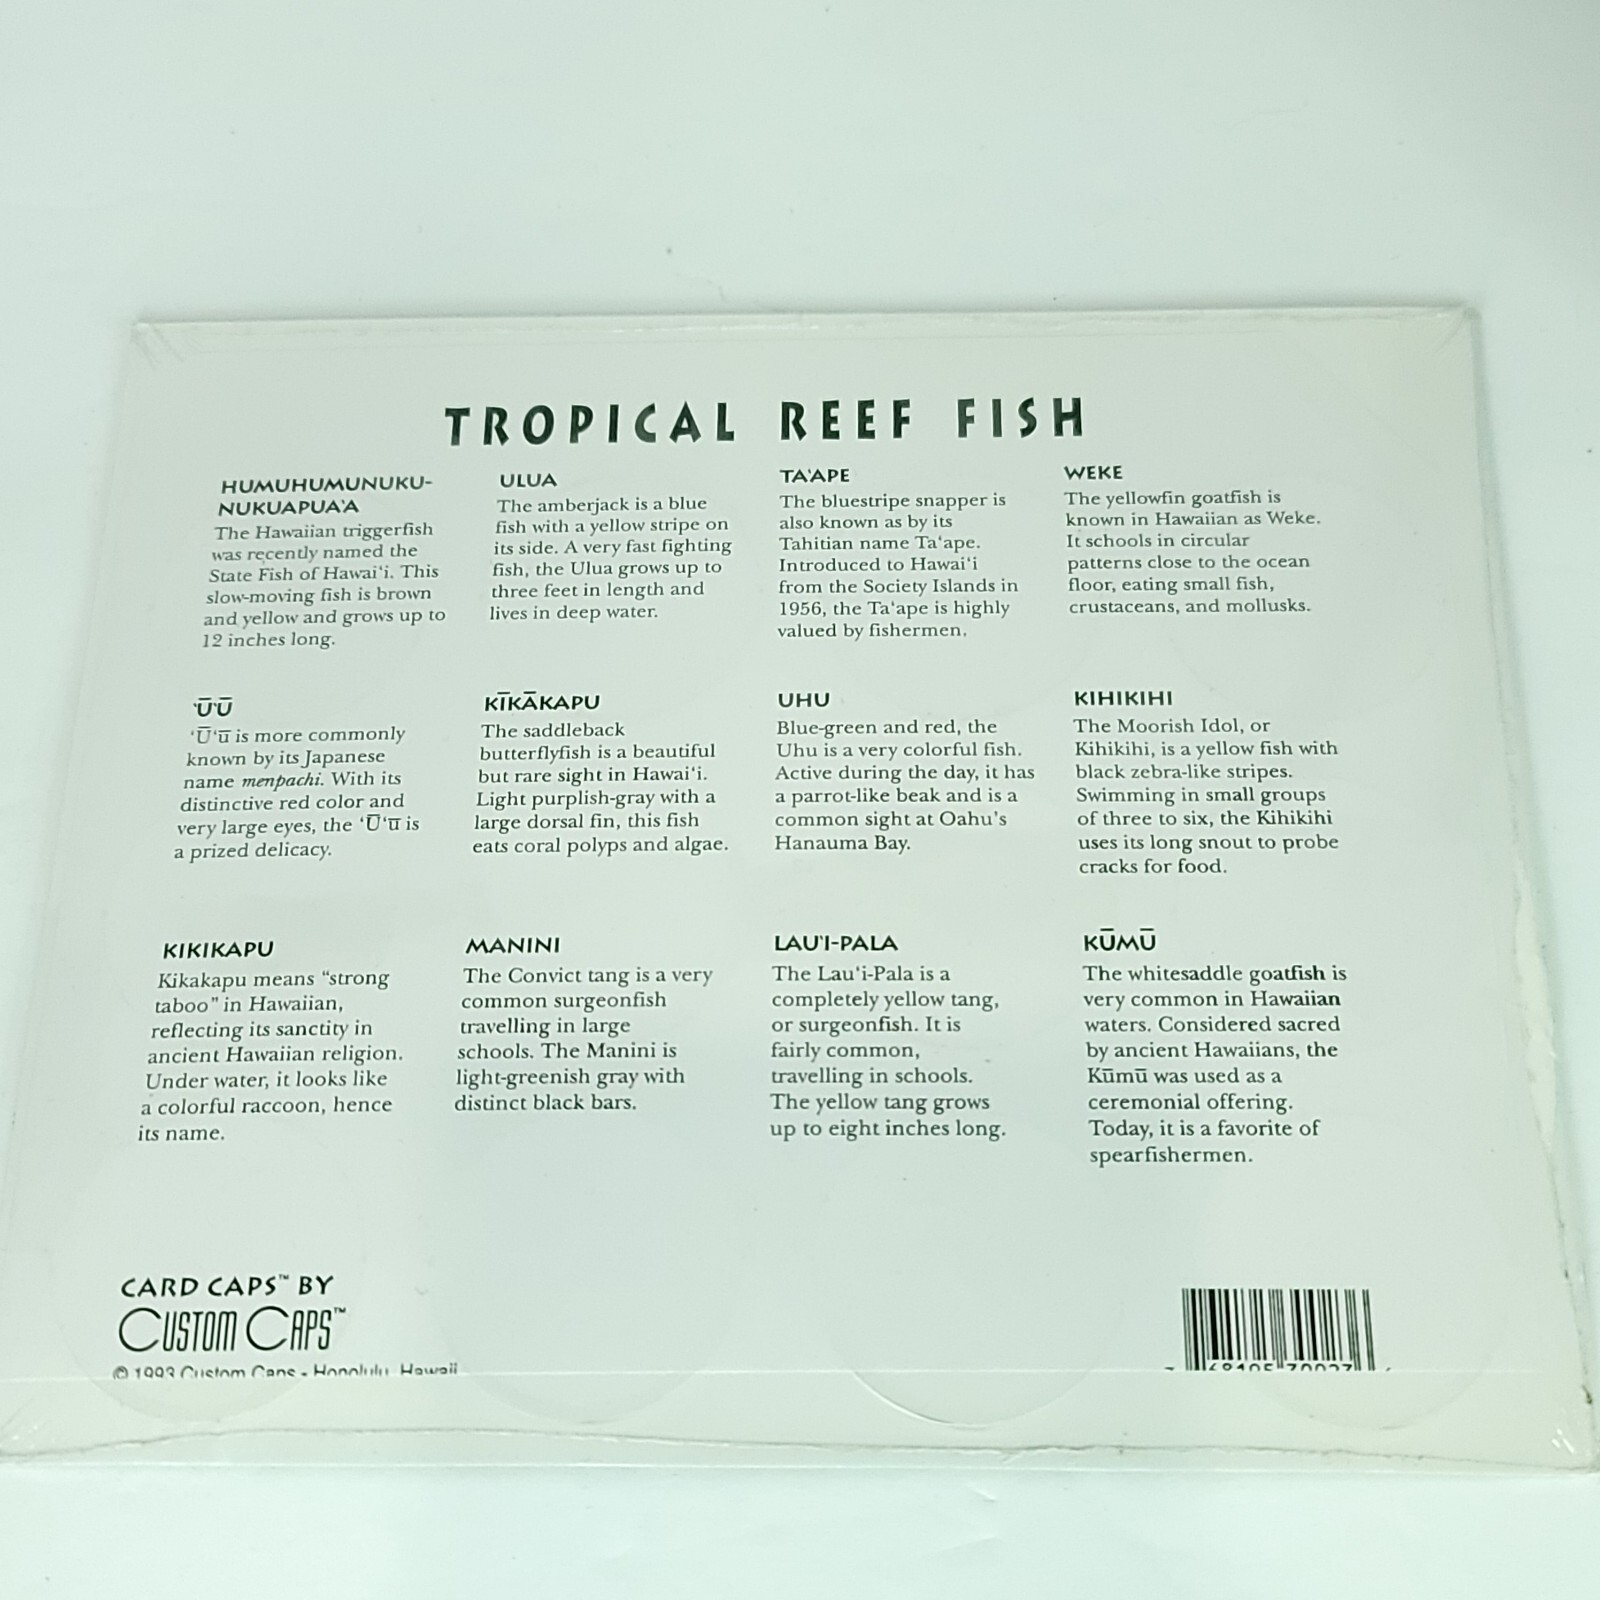 TROPICAL REEF FISH
HUMUHUMUNUKU-
NUKUAPUA'A
The Hawaiian triggerfish
was recently named the
State Fish of Hawai‘i. This
slow-moving fish is brown
and yellow and grows up to
12 inches long.
ULUA
The amberjack is a blue
fish with a yellow stripe on
its side. A very fast fighting
fish, the Ulua grows up to
three feet in length and
lives in deep water.
TA'APE
The bluestripe snapper is
also known as by its
Tahitian name Ta‘ape.
Introduced to Hawai‘i
from the Society Islands in
1956, the Ta‘ape is highly
valued by fishermen.
WEKE
The yellowfin goatfish is
known in Hawaiian as Weke.
It schools in circular
patterns close to the ocean
floor, eating small fish,
crustaceans, and mollusks.
‘Ū‘Ū
‘Ū‘ū is more commonly
known by its Japanese
name menpachi. With its
distinctive red color and
very large eyes, the ‘Ū‘ū is
a prized delicacy.
KĪKĀKAPU
The saddleback
butterflyfish is a beautiful
but rare sight in Hawai‘i.
Light purplish-gray with a
large dorsal fin, this fish
eats coral polyps and algae.
UHU
Blue-green and red, the
Uhu is a very colorful fish.
Active during the day, it has
a parrot-like beak and is a
common sight at Oahu's
Hanauma Bay.
KIHIKIHI
The Moorish Idol, or
Kihikihi, is a yellow fish with
black zebra-like stripes.
Swimming in small groups
of three to six, the Kihikihi
uses its long snout to probe
cracks for food.
KIKIKAPU
Kikakapu means “strong
taboo” in Hawaiian,
reflecting its sanctity in
ancient Hawaiian religion.
Under water, it looks like
a colorful raccoon, hence
its name.
MANINI
The Convict tang is a very
common surgeonfish
travelling in large
schools. The Manini is
light-greenish gray with
distinct black bars.
LAU'I-PALA
The Lau‘i-Pala is a
completely yellow tang,
or surgeonfish. It is
fairly common,
travelling in schools.
The yellow tang grows
up to eight inches long.
KŪMŪ
The whitesaddle goatfish is
very common in Hawaiian
waters. Considered sacred
by ancient Hawaiians, the
Kūmū was used as a
ceremonial offering.
Today, it is a favorite of
spearfishermen.
CARD CAPS™ BY
CUSTOM CAPS™
© 1993 Custom Caps - Honolulu, Hawaii